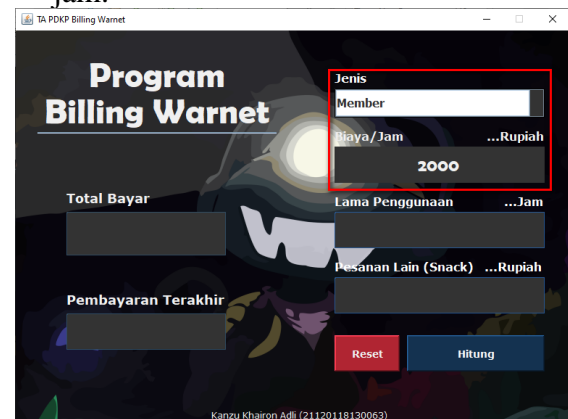 jam.
TA PDKP Billing Warnet
Program
Billing Warnet
Jenis
Member
Biaya/Jam ...Rupiah
2000
Total Bayar
Lama Penggunaan ...Jam
Pesanan Lain (Snack) ...Rupiah
Pembayaran Terakhir
Reset Hitung
Kanzu Khairon Adli (21120118130063)